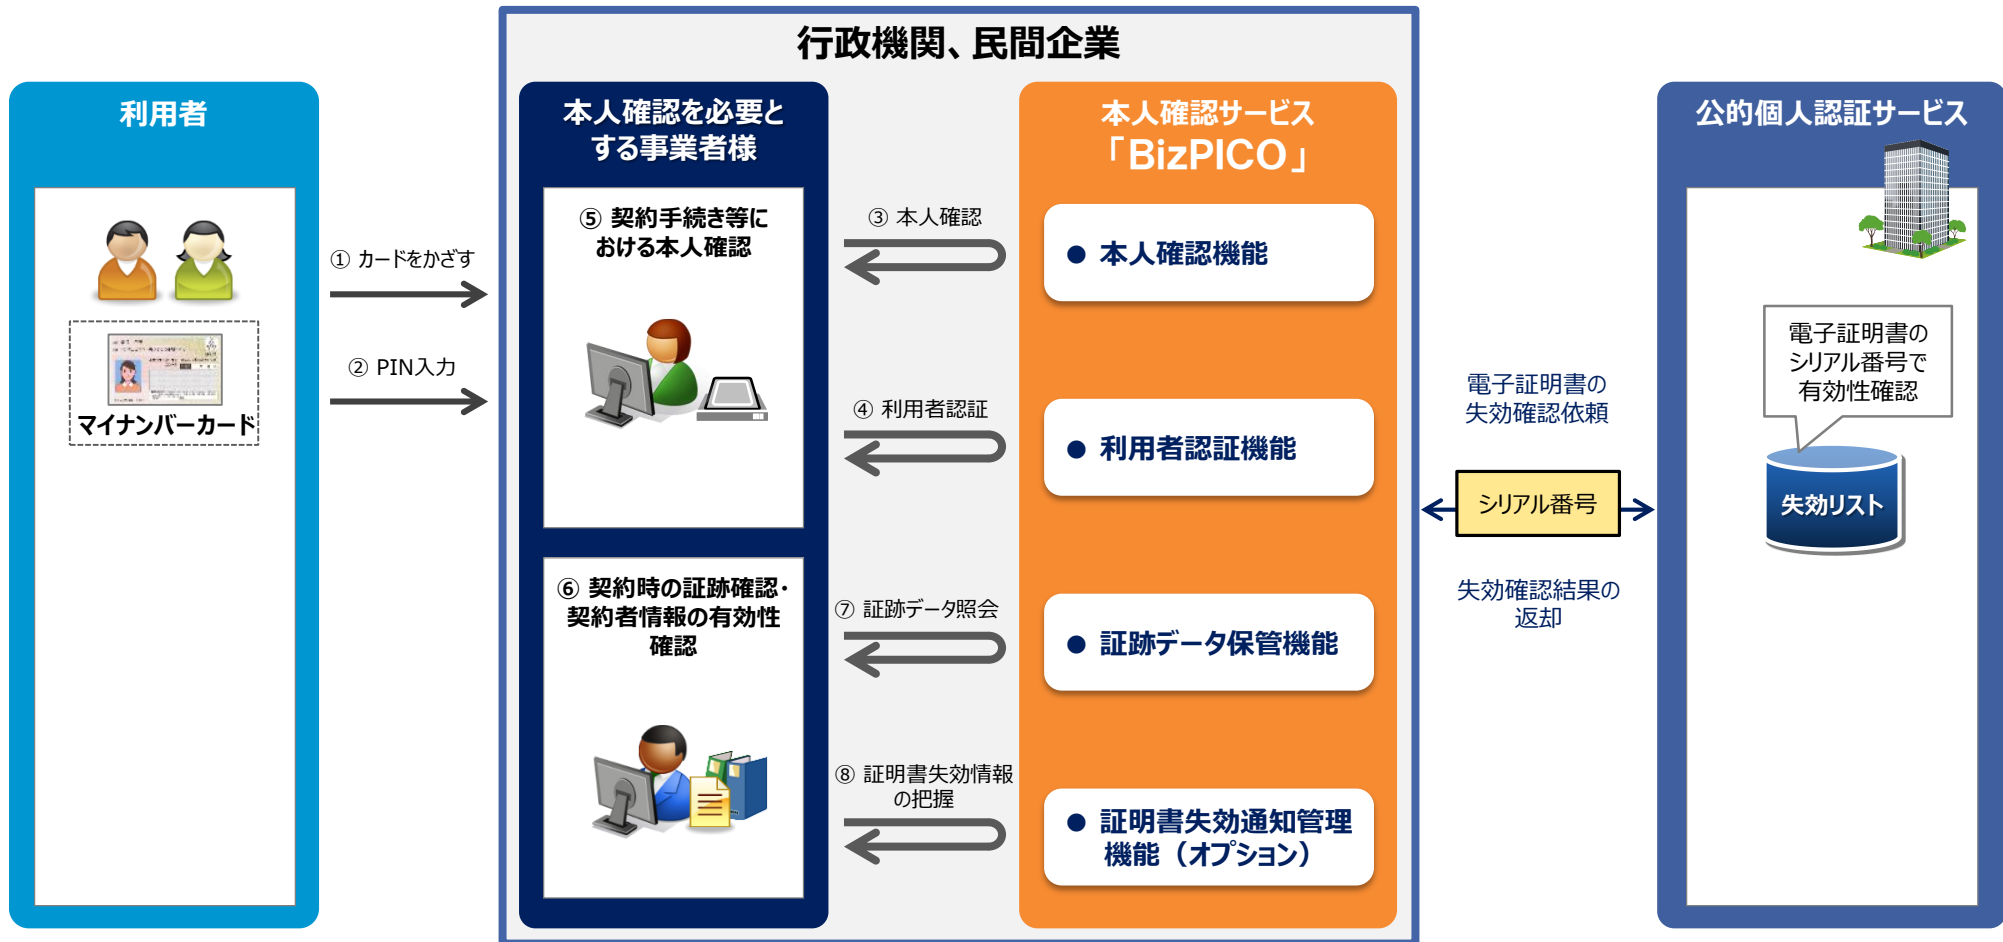 行政機関、民間企業
利用者
マイナンバーカード
① カードをかざす
② PIN入力
本人確認を必要と
する事業者様
⑤ 契約手続き等に
おける本人確認
⑥ 契約時の証跡確認・
契約者情報の有効性
確認
③ 本人確認
④ 利用者認証
⑦ 証跡データ照会
⑧ 証明書失効情報
の把握
本人確認サービス
「BizPICO」
● 本人確認機能
● 利用者認証機能
● 証跡データ保管機能
● 証明書失効通知管理
機能（オプション）
電子証明書の
失効確認依頼
シリアル番号
失効確認結果の
返却
公的個人認証サービス
電子証明書の
シリアル番号で
有効性確認
失効リスト